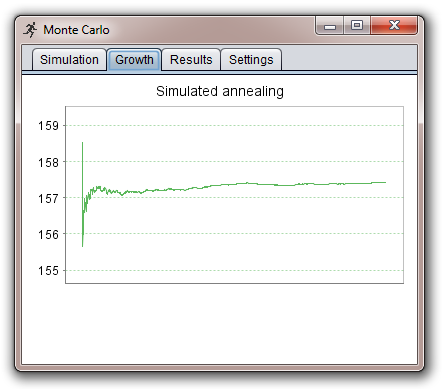 Monte Carlo
Simulation Growth Results Settings
Simulated annealing
159
158
157
156
155